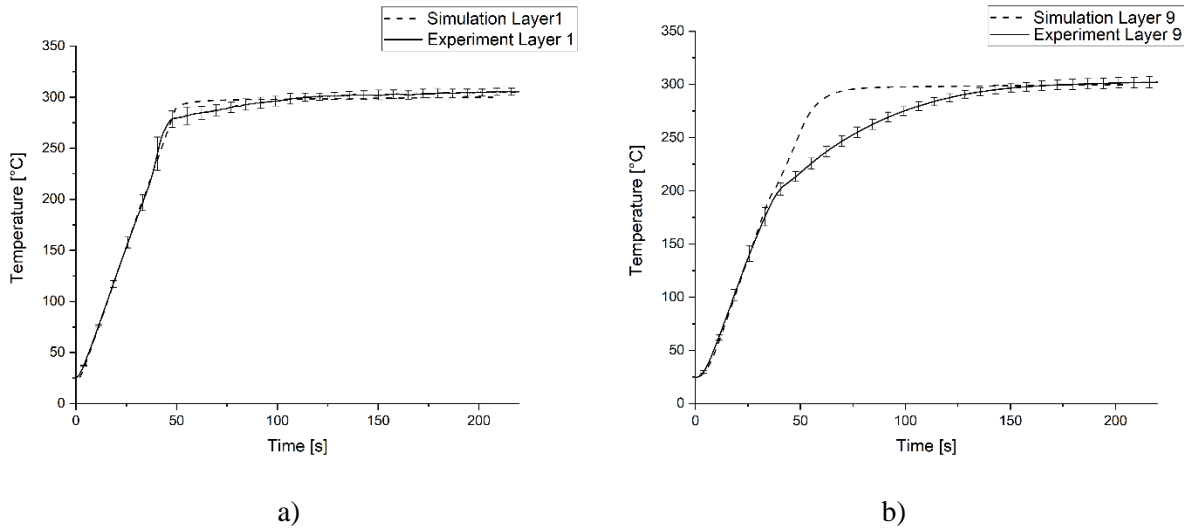 Simulation Layer1
Experiment Layer 1
350
300
250
200
150
100
50
0
Temperature [°C]
0 50 100 150 200
Time [s]
a)
Simulation Layer 9
Experiment Layer 9
350
300
250
200
150
100
50
0
Temperature [°C]
0 50 100 150 200
Time [s]
b)